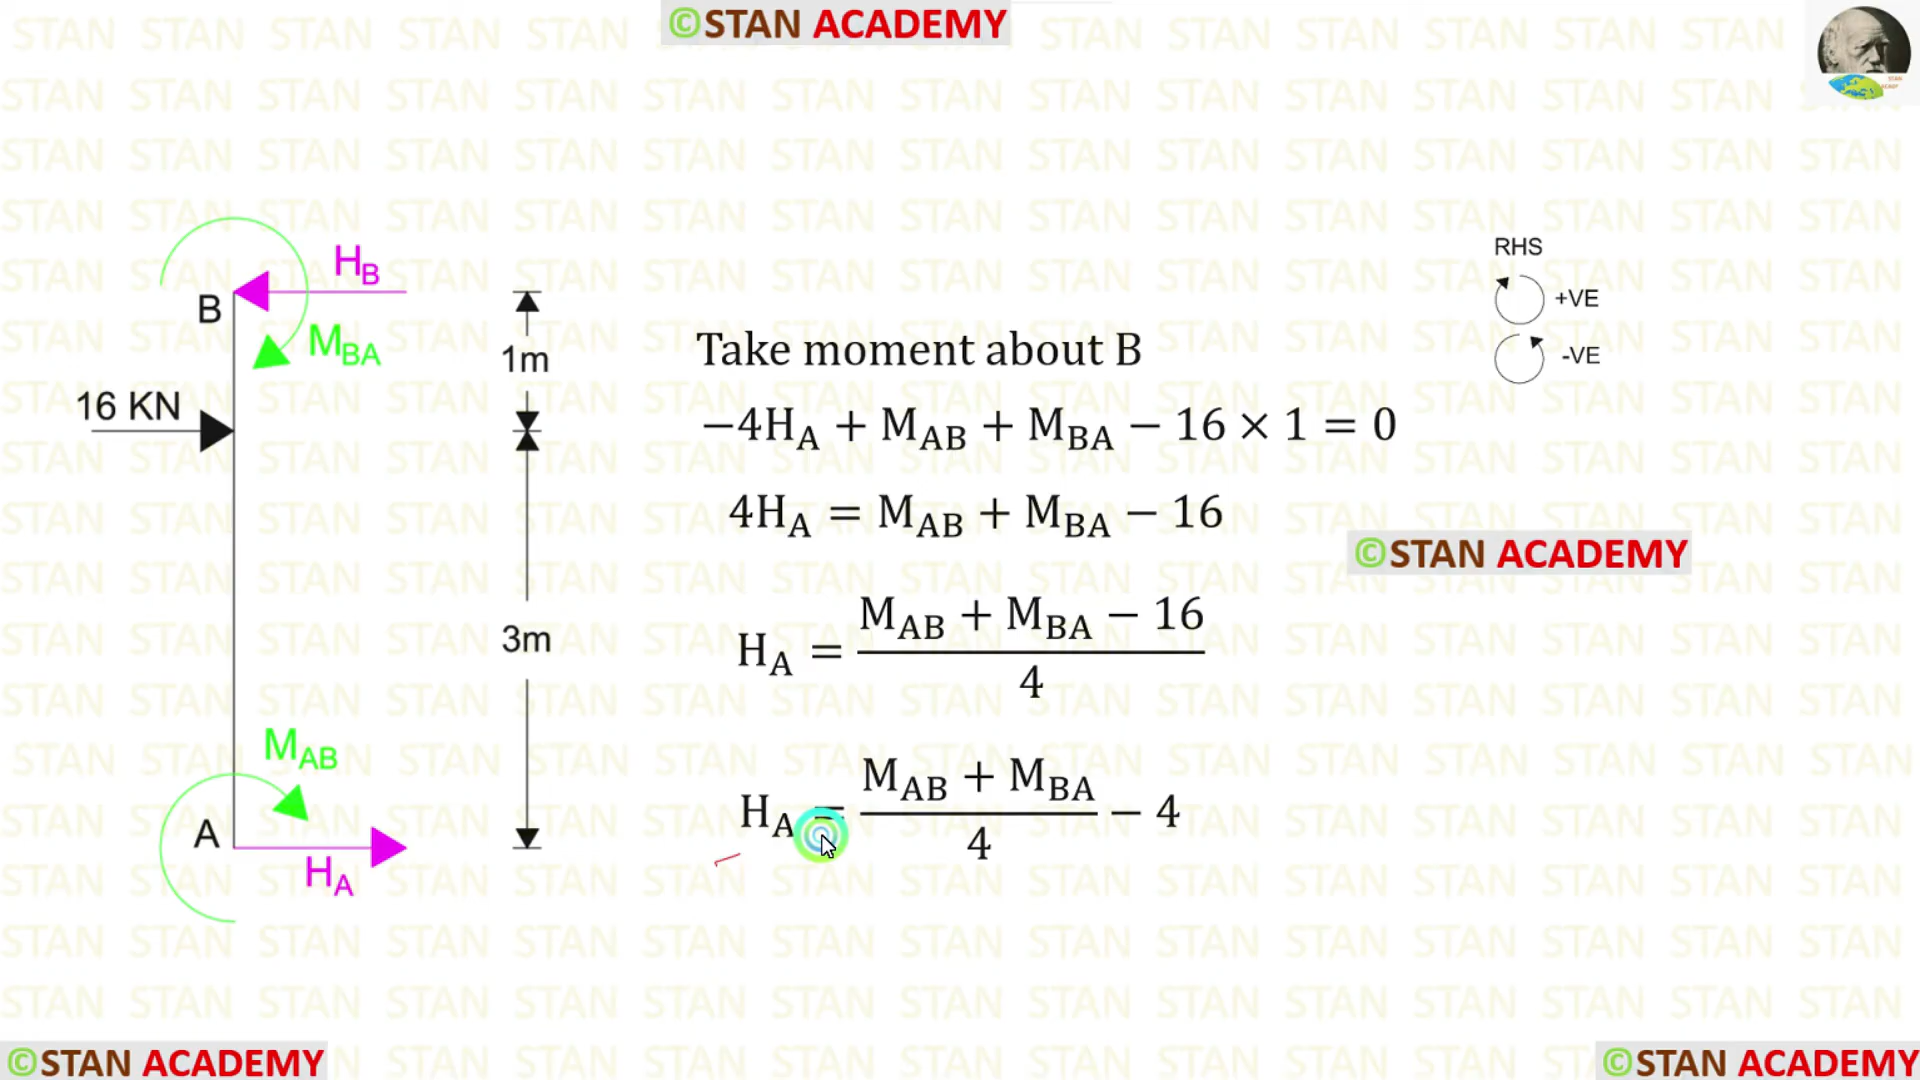 ©STAN ACADEMY
RHS
+VE
-VE
H_B
B
M_BA
1m
16 KN
3m
M_AB
A
H_A
Take moment about B
−4H_A + M_AB + M_BA − 16 × 1 = 0
4H_A = M_AB + M_BA − 16
H_A = (M_AB + M_BA − 16) / 4
H_A = (M_AB + M_BA) / 4 − 4
©STAN ACADEMY
©STAN ACADEMY
©STAN ACADEMY